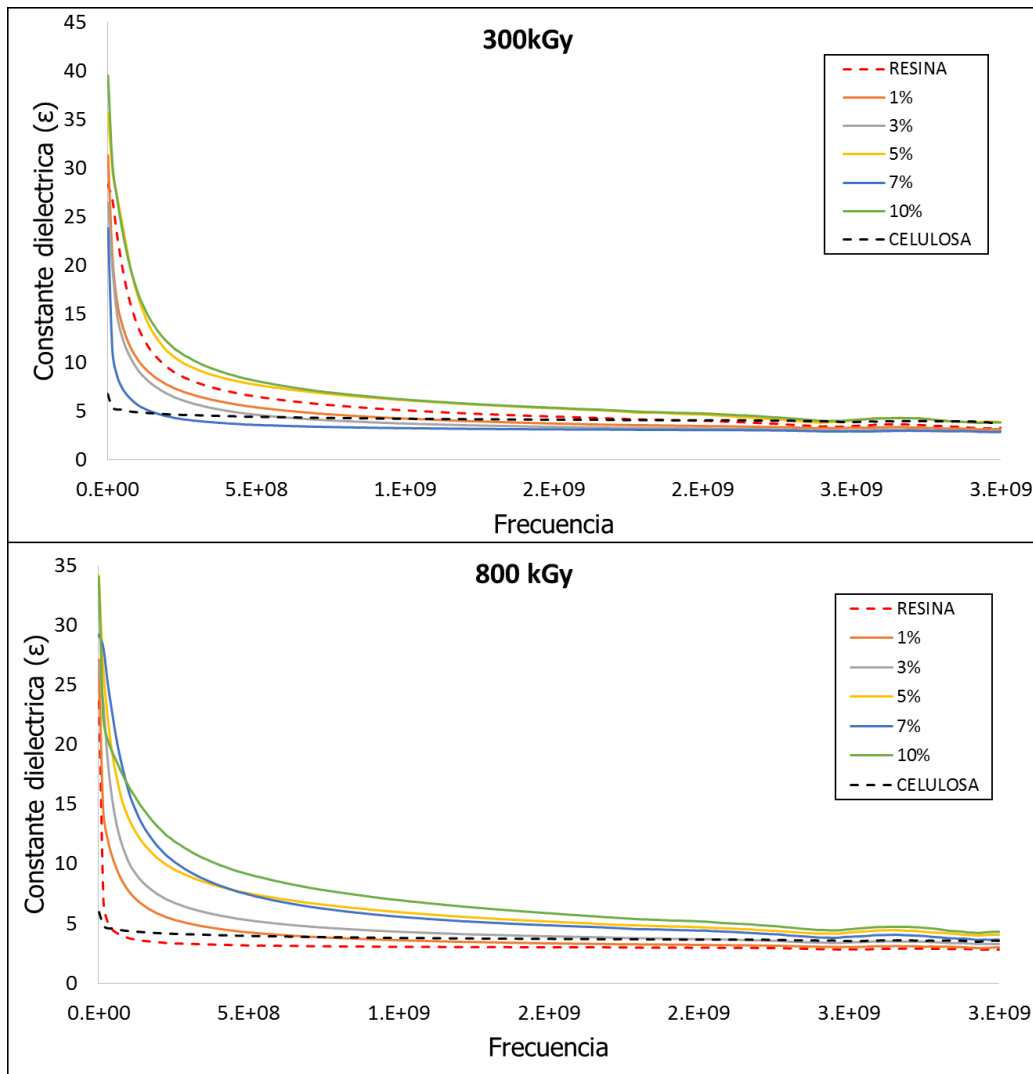 300kGy
Constante dielectrica (ε)
45
40
35
30
25
20
15
10
5
0
RESINA
1%
3%
5%
7%
10%
CELULOSA
0.E+00 5.E+08 1.E+09 2.E+09 2.E+09 3.E+09 3.E+09
Frecuencia
800 kGy
Constante dielectrica (ε)
35
30
25
20
15
10
5
0
RESINA
1%
3%
5%
7%
10%
CELULOSA
0.E+00 5.E+08 1.E+09 2.E+09 2.E+09 3.E+09 3.E+09
Frecuencia